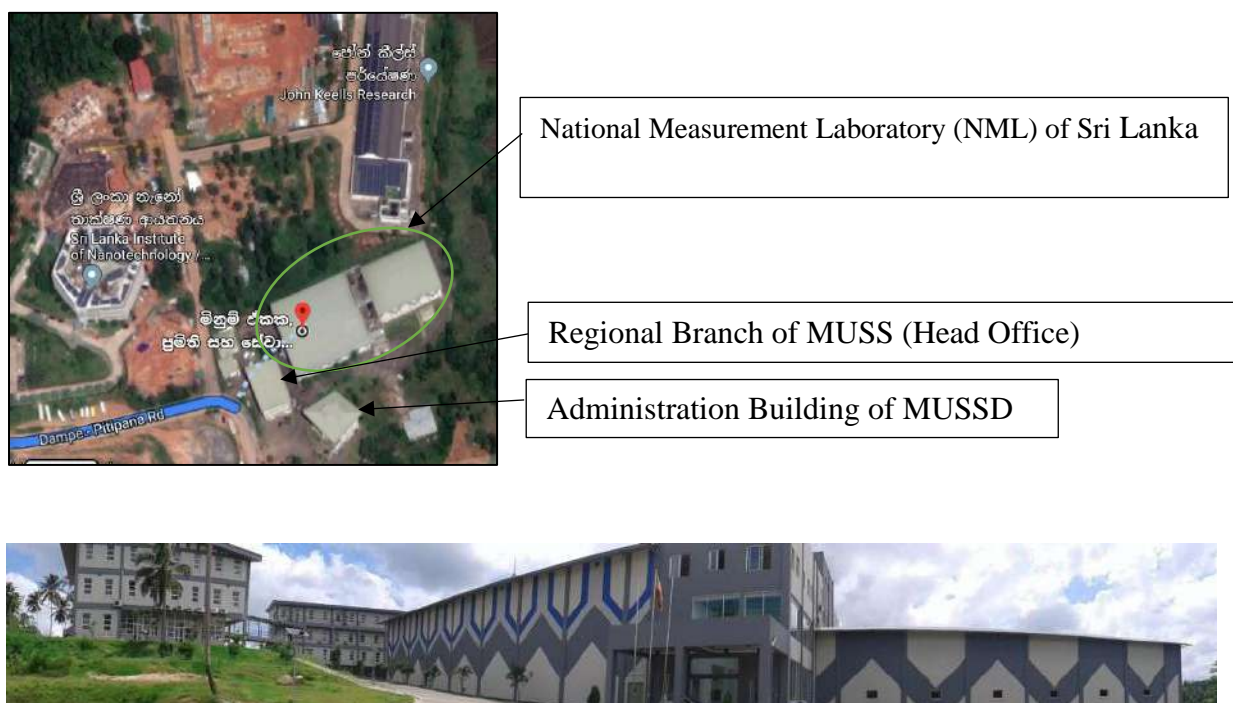 ජෝන් කීල්ස්
පර්යේෂණ
John Keells Research
National Measurement Laboratory (NML) of Sri Lanka
ශ්‍රී ලංකා නැනෝ
තාක්ෂණ ආයතනය
Sri Lanka Institute
of Nanotechnology /...
මිනුම් ඒකක,
ප්‍රමිති සහ සේවා...
Regional Branch of MUSS (Head Office)
Administration Building of MUSSD
Dampe - Pitipana Rd